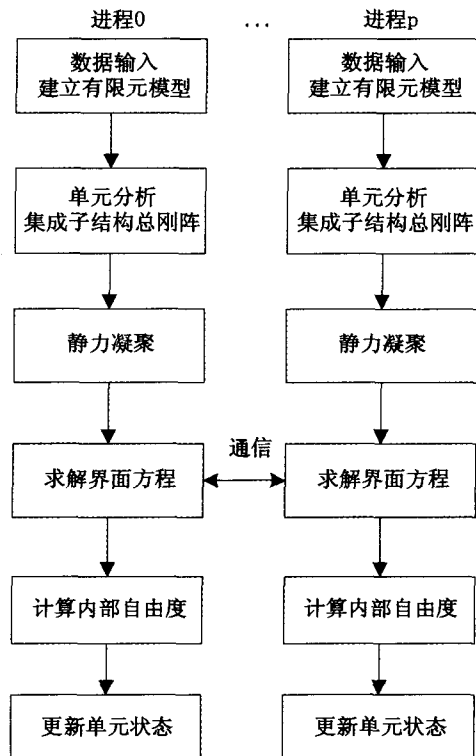 进程0 ... 进程p
数据输入
建立有限元模型
数据输入
建立有限元模型
单元分析
集成子结构总刚阵
单元分析
集成子结构总刚阵
静力凝聚
静力凝聚
求解界面方程
通信
求解界面方程
计算内部自由度
计算内部自由度
更新单元状态
更新单元状态